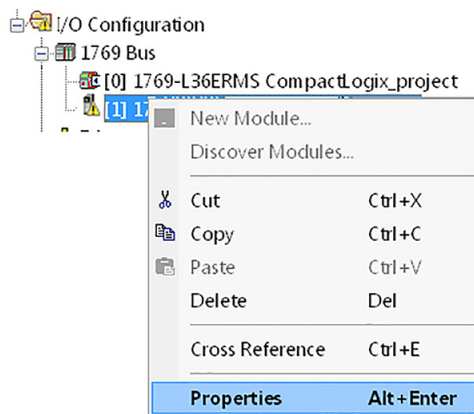 I/O Configuration
1769 Bus
[0] 1769-L36ERMS CompactLogix_project
[1] 17
New Module...
Discover Modules...
Cut Ctrl+X
Copy Ctrl+C
Paste Ctrl+V
Delete Del
Cross Reference Ctrl+E
Properties Alt+Enter